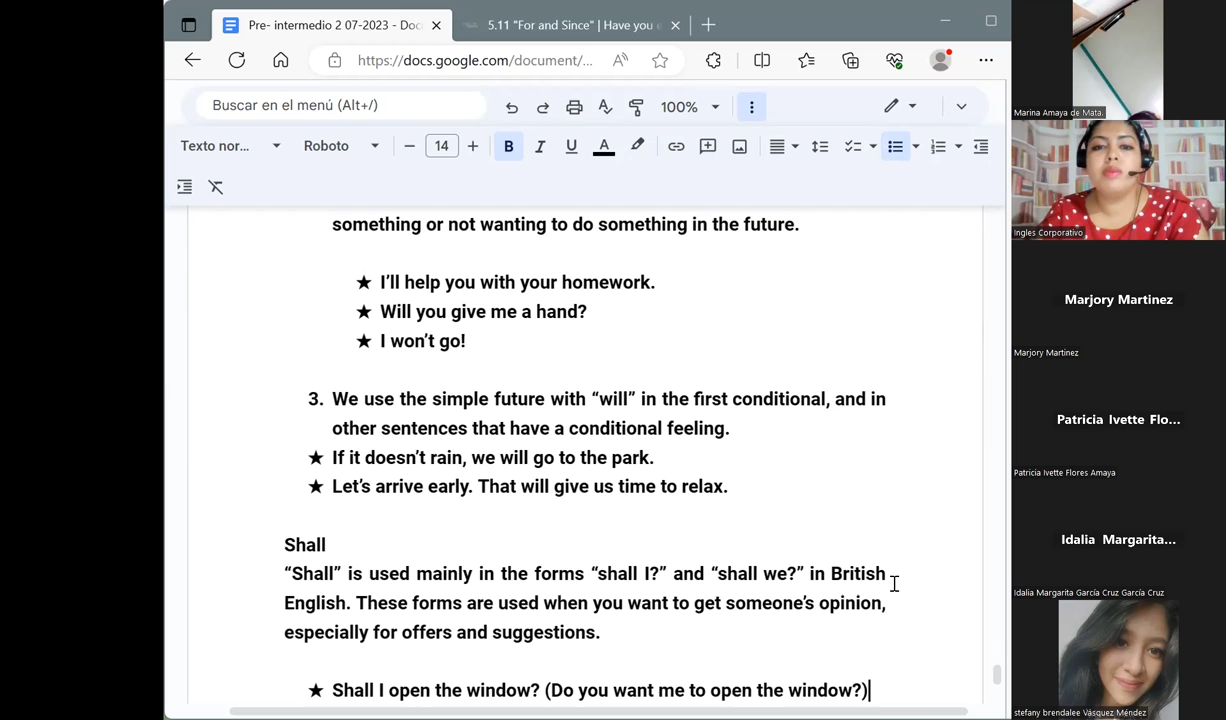 Pre- intermedio 2 07-2023 - Doc
5.11 "For and Since" | Have you e
https://docs.google.com/document/...
Buscar en el menú (Alt+/)
100%
Texto nor...
Roboto
14
B
I
U
A
something or not wanting to do something in the future.
★ I'll help you with your homework.
★ Will you give me a hand?
★ I won't go!
3. We use the simple future with “will” in the first conditional, and in
other sentences that have a conditional feeling.
★ If it doesn't rain, we will go to the park.
★ Let's arrive early. That will give us time to relax.
Shall
“Shall” is used mainly in the forms “shall I?” and “shall we?” in British
English. These forms are used when you want to get someone's opinion,
especially for offers and suggestions.
★ Shall I open the window? (Do you want me to open the window?)
Marina Amaya de Mata.
Ingles Corporativo
Marjory Martinez
Marjory Martinez
Patricia Ivette Flo...
Patricia Ivette Flores Amaya
Idalia Margarita...
Idalia Margarita García Cruz García Cruz
stefany brendalee Vásquez Méndez